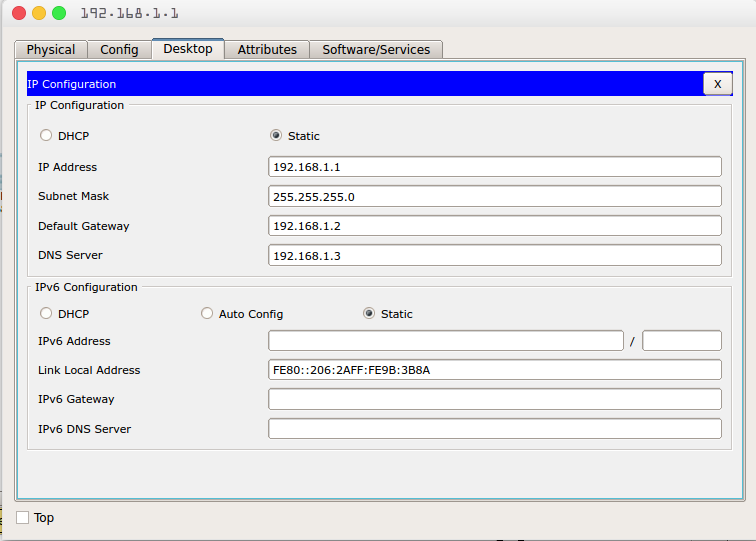 192.168.1.1
Physical Config Desktop Attributes Software/Services
IP Configuration X
IP Configuration
DHCP Static
IP Address 192.168.1.1
Subnet Mask 255.255.255.0
Default Gateway 192.168.1.2
DNS Server 192.168.1.3
IPv6 Configuration
DHCP Auto Config Static
IPv6 Address /
Link Local Address FE80::206:2AFF:FE9B:3B8A
IPv6 Gateway
IPv6 DNS Server
Top